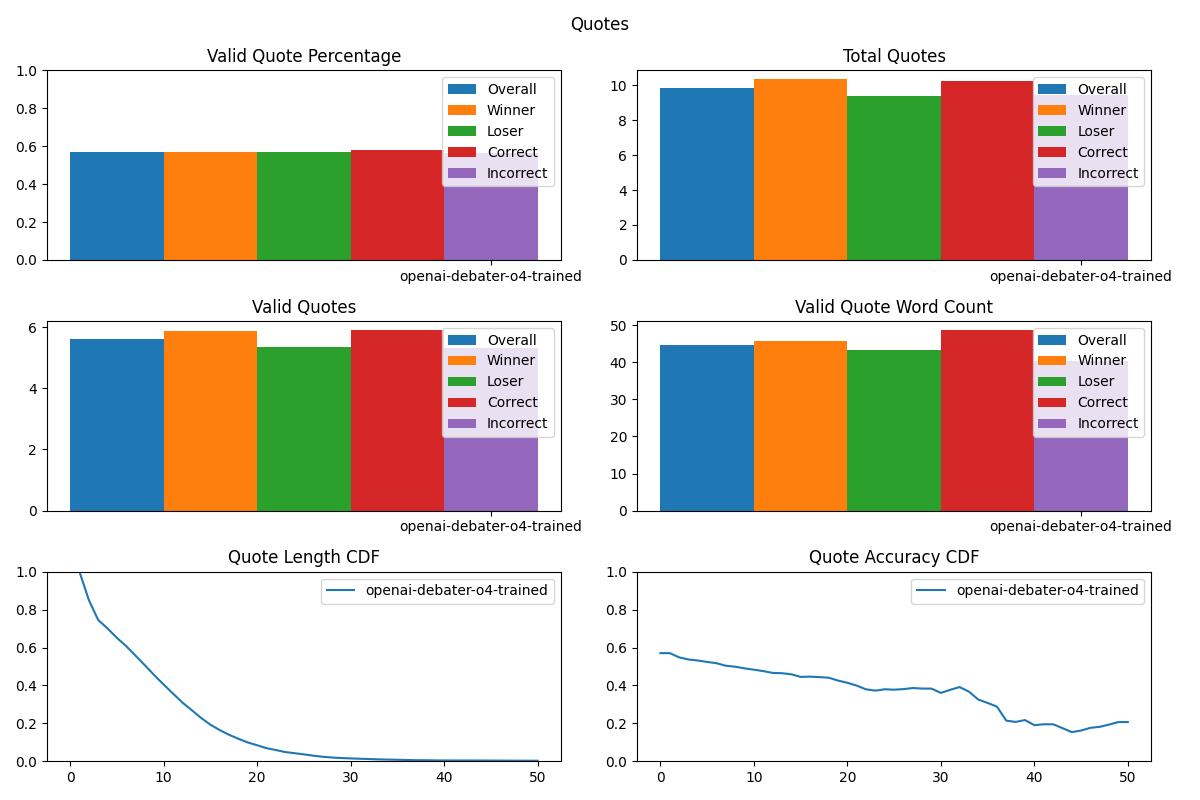 Quotes
Valid Quote Percentage
1.0
0.8
0.6
0.4
0.2
0.0
Overall
Winner
Loser
Correct
Incorrect
openai-debater-o4-trained
Total Quotes
10
8
6
4
2
0
Overall
Winner
Loser
Correct
Incorrect
openai-debater-o4-trained
Valid Quotes
6
4
2
0
Overall
Winner
Loser
Correct
Incorrect
openai-debater-o4-trained
Valid Quote Word Count
50
40
30
20
10
0
Overall
Winner
Loser
Correct
Incorrect
openai-debater-o4-trained
Quote Length CDF
1.0
0.8
0.6
0.4
0.2
0.0
openai-debater-o4-trained
0 10 20 30 40 50
Quote Accuracy CDF
1.0
0.8
0.6
0.4
0.2
0.0
openai-debater-o4-trained
0 10 20 30 40 50